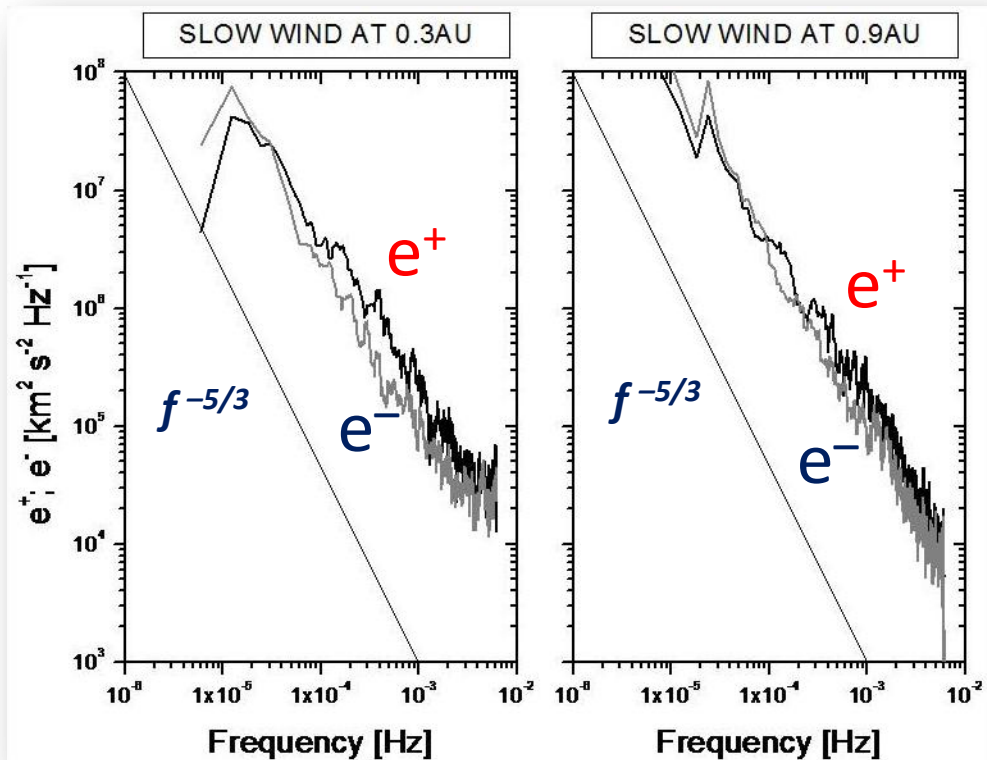 SLOW WIND AT 0.3AU
SLOW WIND AT 0.9AU
e⁺; e⁻ [km² s⁻² Hz⁻¹]
10⁸
10⁷
10⁶
10⁵
10⁴
10³
e⁺
e⁻
f –5/3
e⁺
e⁻
f –5/3
10⁻⁶ 1x10⁻⁵ 1x10⁻⁴ 10⁻³ 10⁻²
10⁻⁶ 1x10⁻⁵ 1x10⁻⁴ 10⁻³ 10⁻²
Frequency [Hz]
Frequency [Hz]